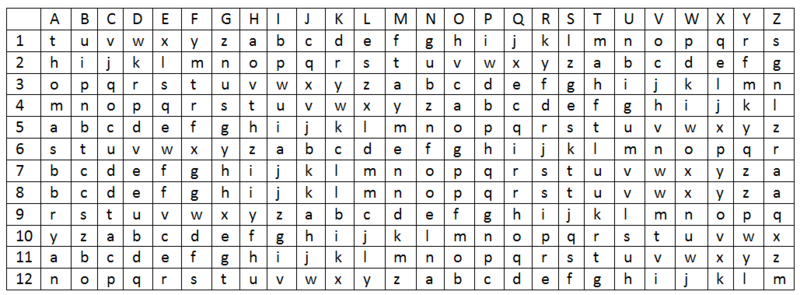 A B C D E F G H I J K L M N O P Q R S T U V W X Y Z
1 t u v w x y z a b c d e f g h i j k l m n o p q r s
2 h i j k l m n o p q r s t u v w x y z a b c d e f g
3 o p q r s t u v w x y z a b c d e f g h i j k l m n
4 m n o p q r s t u v w x y z a b c d e f g h i j k l
5 a b c d e f g h i j k l m n o p q r s t u v w x y z
6 s t u v w x y z a b c d e f g h i j k l m n o p q r
7 b c d e f g h i j k l m n o p q r s t u v w x y z a
8 b c d e f g h i j k l m n o p q r s t u v w x y z a
9 r s t u v w x y z a b c d e f g h i j k l m n o p q
10 y z a b c d e f g h i j k l m n o p q r s t u v w x
11 a b c d e f g h i j k l m n o p q r s t u v w x y z
12 n o p q r s t u v w x y z a b c d e f g h i j k l m